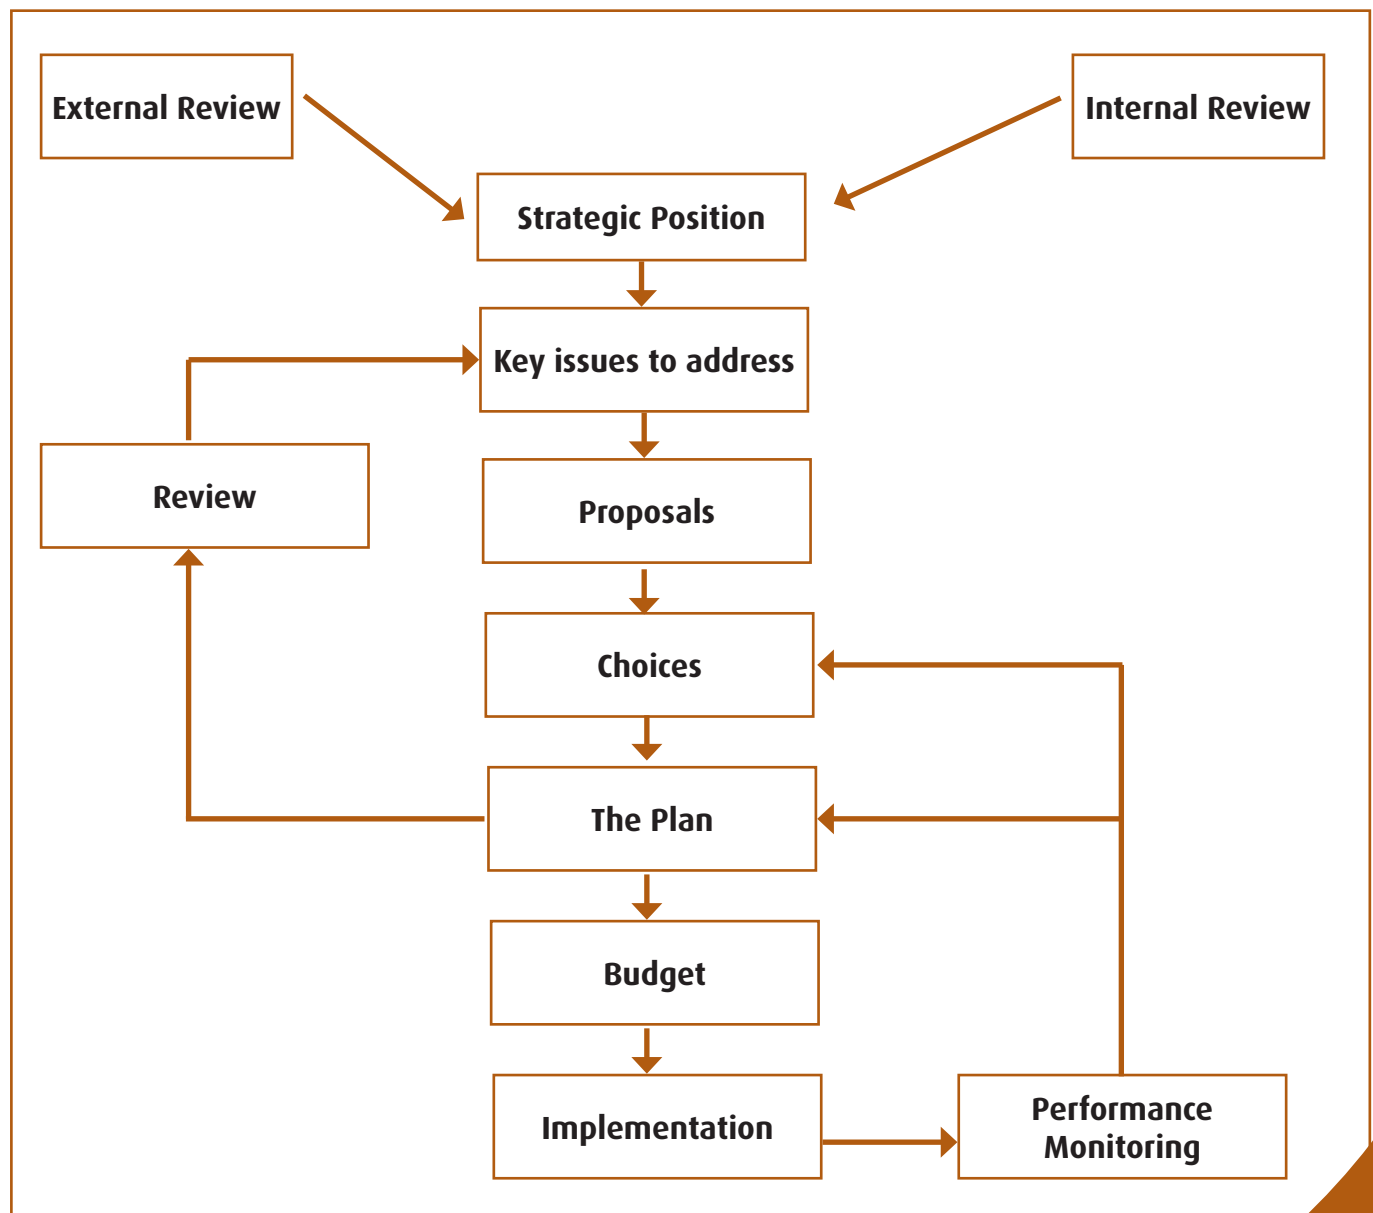 External Review
Internal Review
Strategic Position
Key issues to address
Review
Proposals
Choices
The Plan
Budget
Implementation
Performance
Monitoring